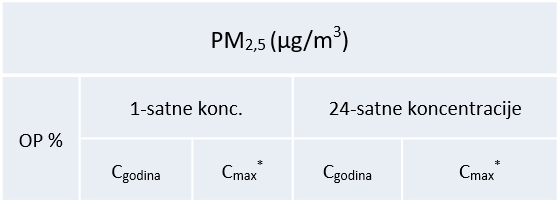 PM2,5 (µg/m³)
OP % 1-satne konc. 24-satne koncentracije
Cgodina Cmax* Cgodina Cmax*